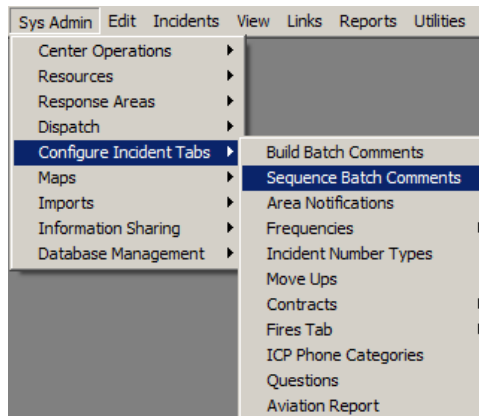 Sys Admin Edit Incidents View Links Reports Utilities
Center Operations
Resources
Response Areas
Dispatch
Configure Incident Tabs
Maps
Imports
Information Sharing
Database Management
Build Batch Comments
Sequence Batch Comments
Area Notifications
Frequencies
Incident Number Types
Move Ups
Contracts
Fires Tab
ICP Phone Categories
Questions
Aviation Report